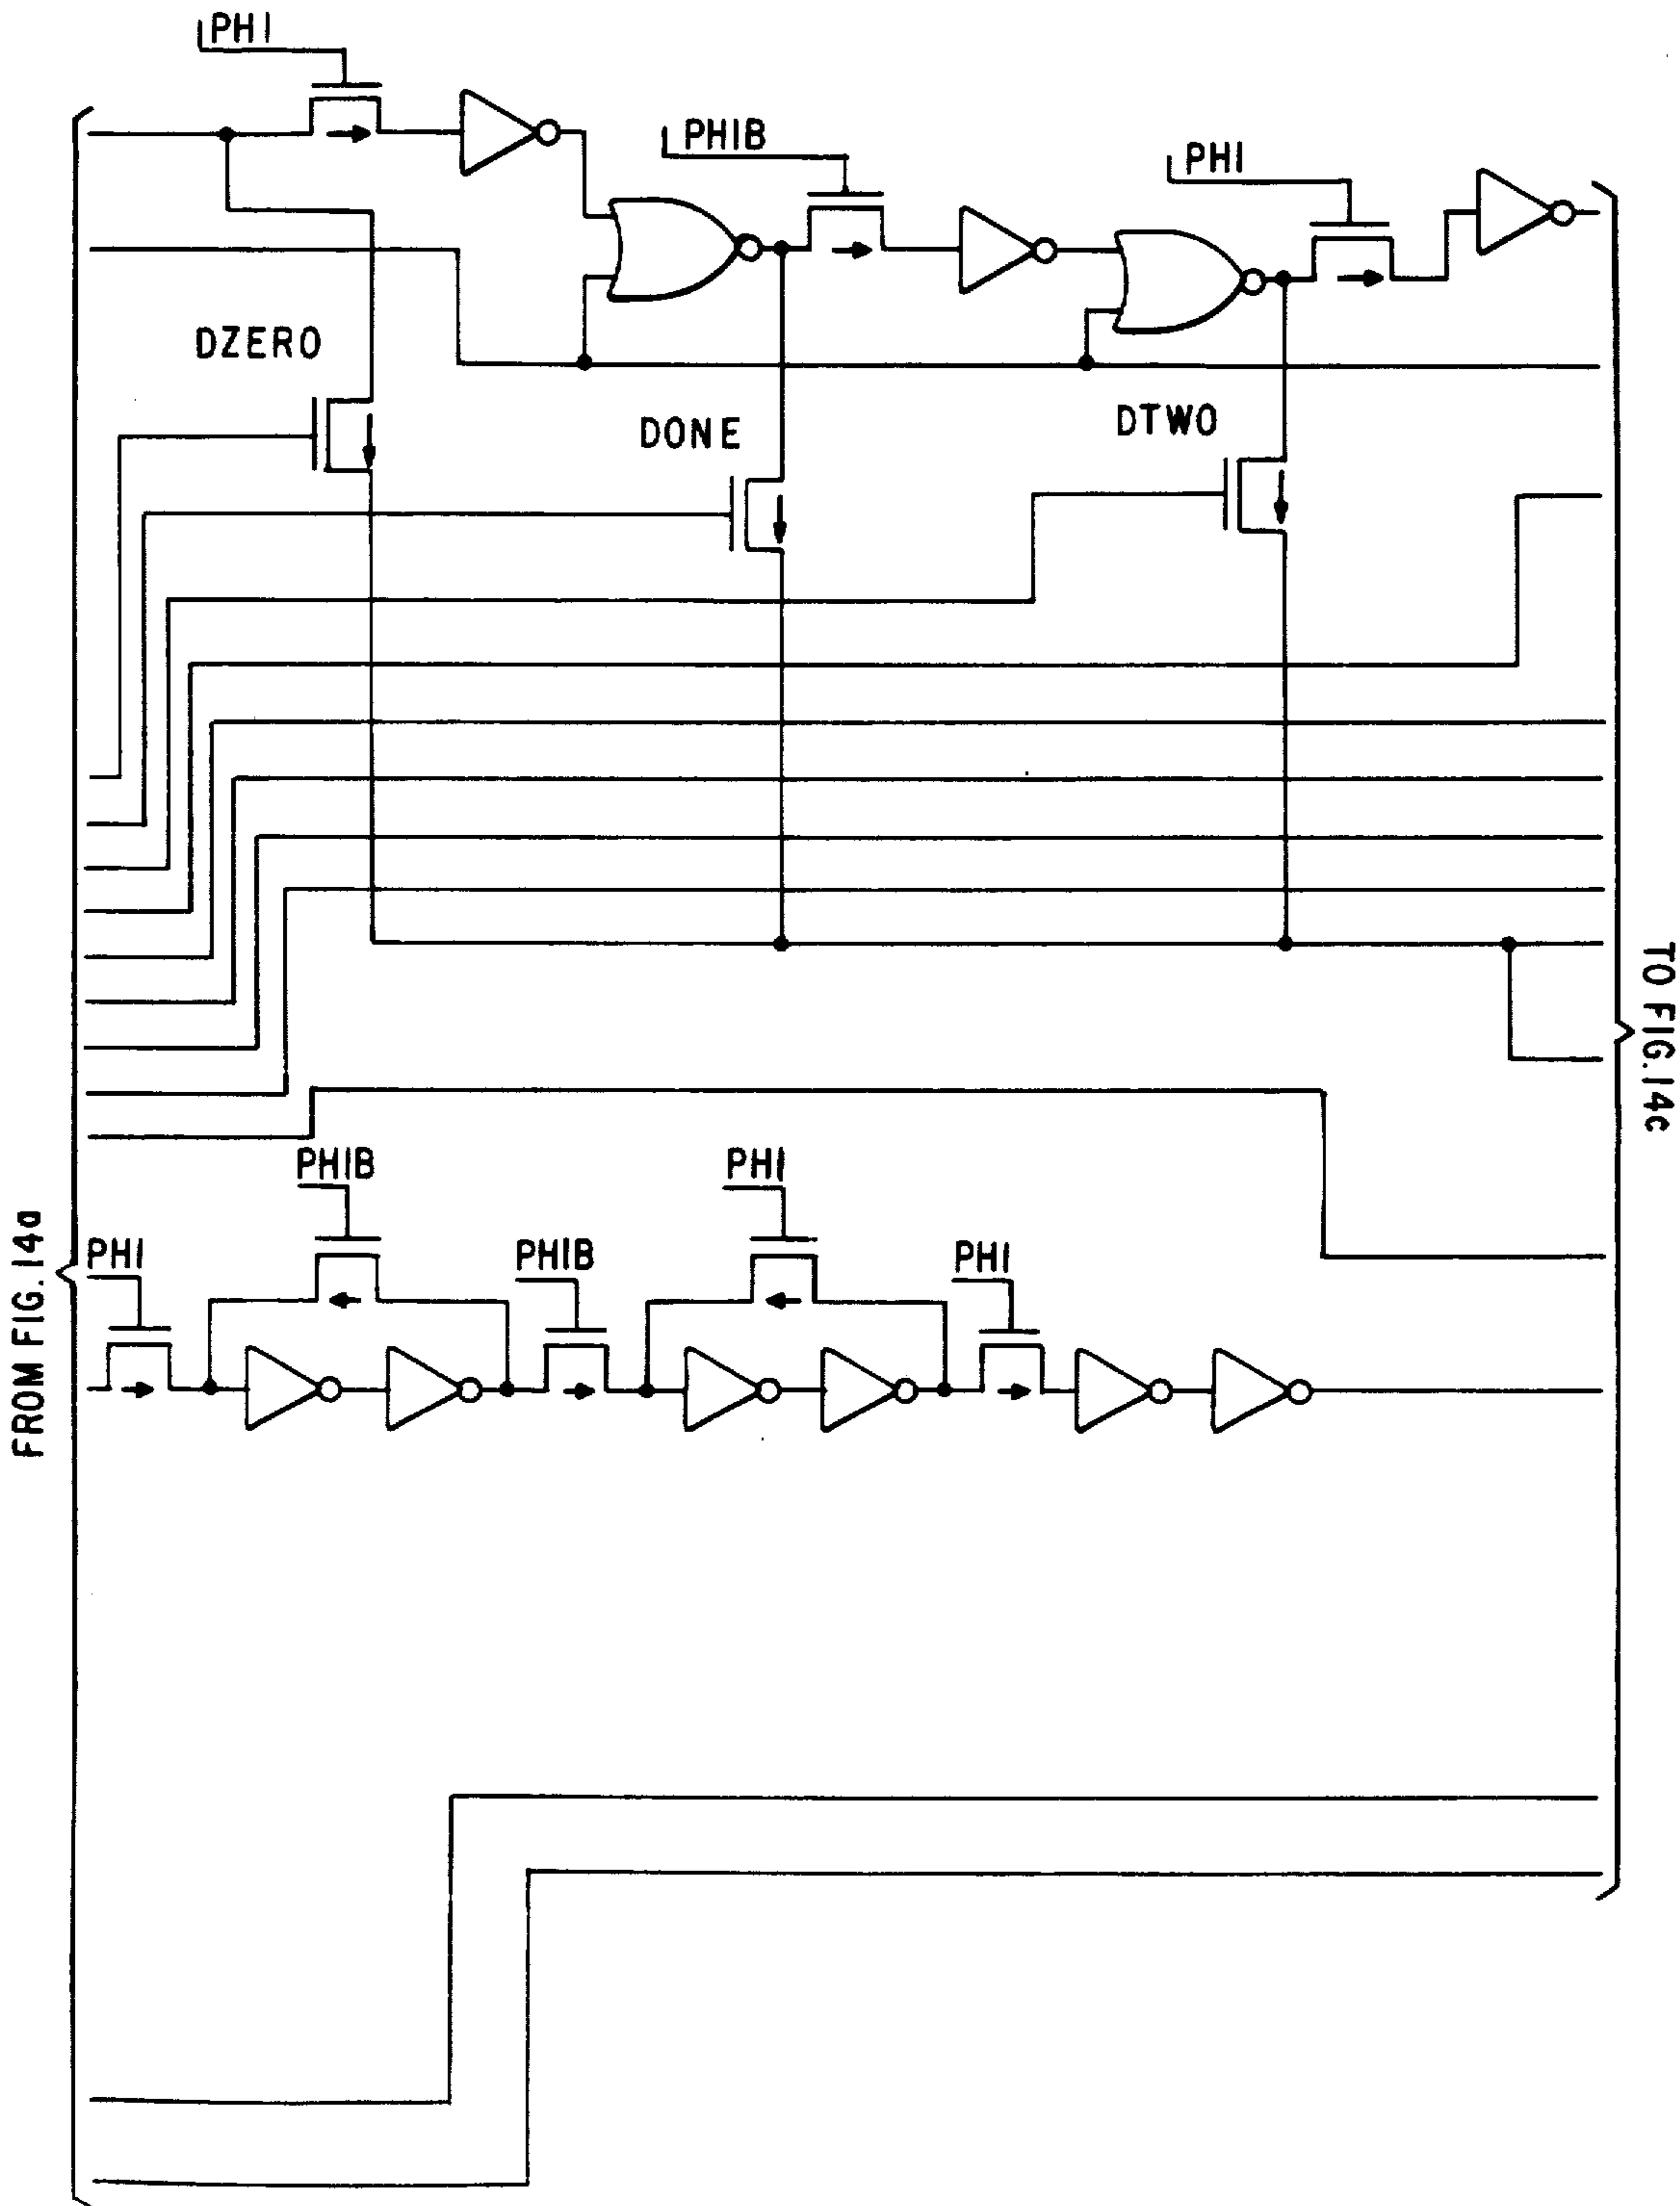 PHI
PHIB
PHI
DZERO
DONE
DTWO
TO FIG.14c
PHIB
PHI
PHI
PHIB
PHI
FROM FIG.14a